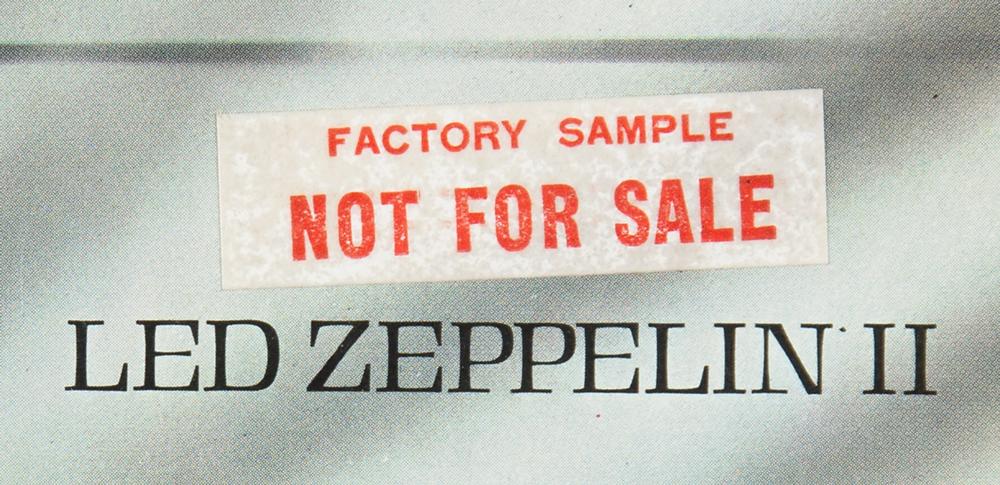 FACTORY SAMPLE
NOT FOR SALE
LED ZEPPELIN II